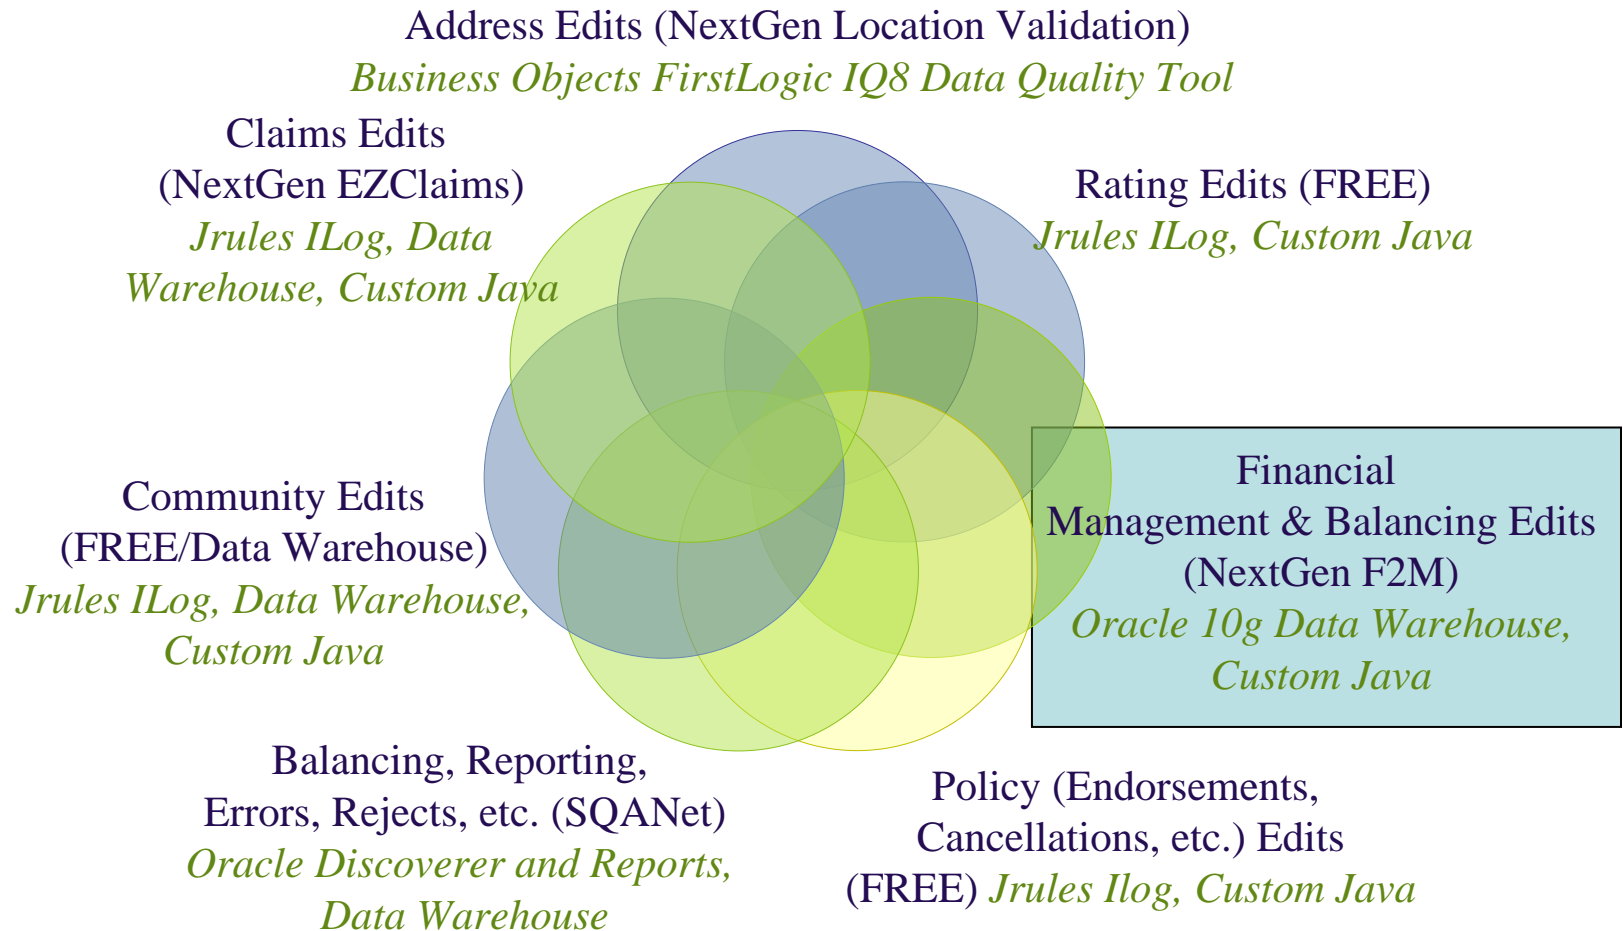 Address Edits (NextGen Location Validation)
Business Objects FirstLogic IQ8 Data Quality Tool
Claims Edits
(NextGen EZClaims)
Jrules ILog, Data
Warehouse, Custom Java
Rating Edits (FREE)
Jrules ILog, Custom Java
Community Edits
(FREE/Data Warehouse)
Jrules ILog, Data Warehouse,
Custom Java
Financial
Management & Balancing Edits
(NextGen F2M)
Oracle 10g Data Warehouse,
Custom Java
Balancing, Reporting,
Errors, Rejects, etc. (SQANet)
Oracle Discoverer and Reports,
Data Warehouse
Policy (Endorsements,
Cancellations, etc.) Edits
(FREE) Jrules Ilog, Custom Java